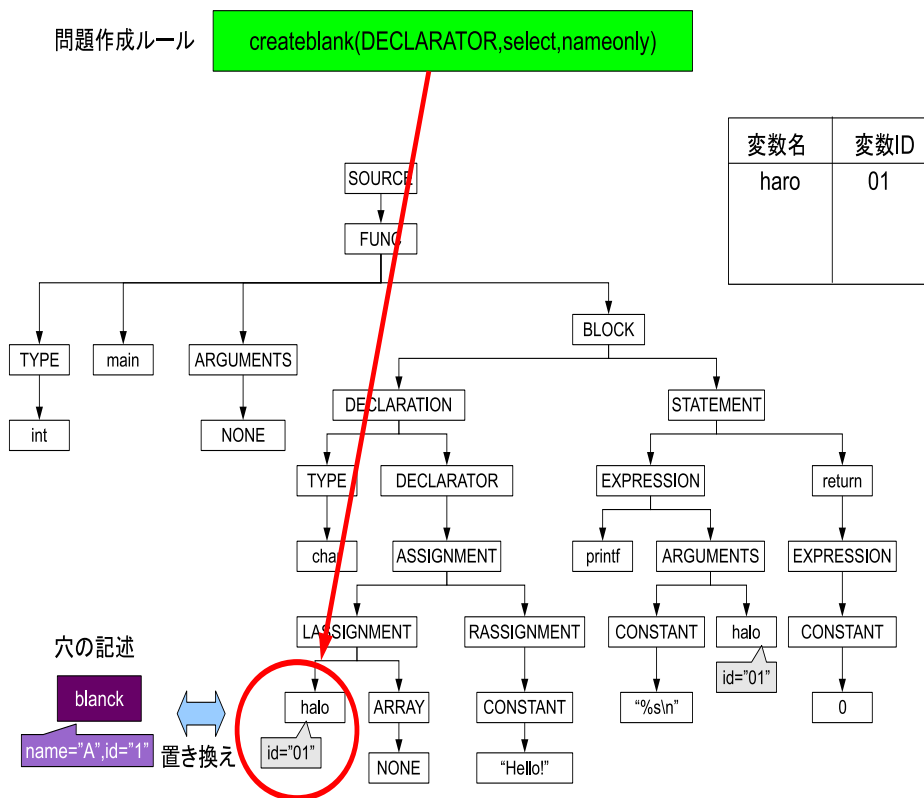 問題作成ルール
createblank(DECLARATOR,select,nameonly)
変数名 変数ID
haro 01
SOURCE
FUNC
BLOCK
TYPE main ARGUMENTS
DECLARATION STATEMENT
int NONE
TYPE DECLARATOR EXPRESSION return
char ASSIGNMENT printf ARGUMENTS EXPRESSION
LASSIGNMENT RASSIGNMENT CONSTANT halo CONSTANT
穴の記述
id="01"
blanck
halo ARRAY CONSTANT “%s\n” 0
name="A",id="1"
置き換え
id="01"
NONE “Hello!”